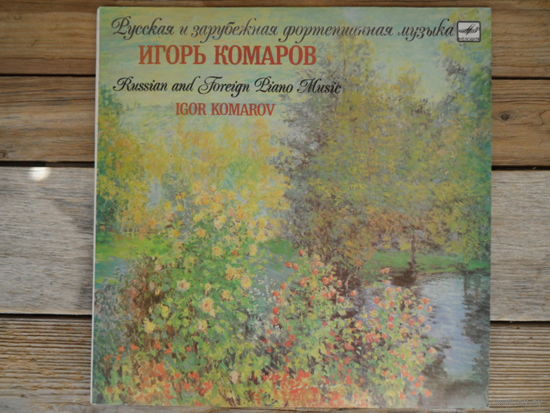 Русская и зарубежная фортепианная музыка
ИГОРЬ КОМАРОВ
Russian and Foreign Piano Music
IGOR KOMAROV